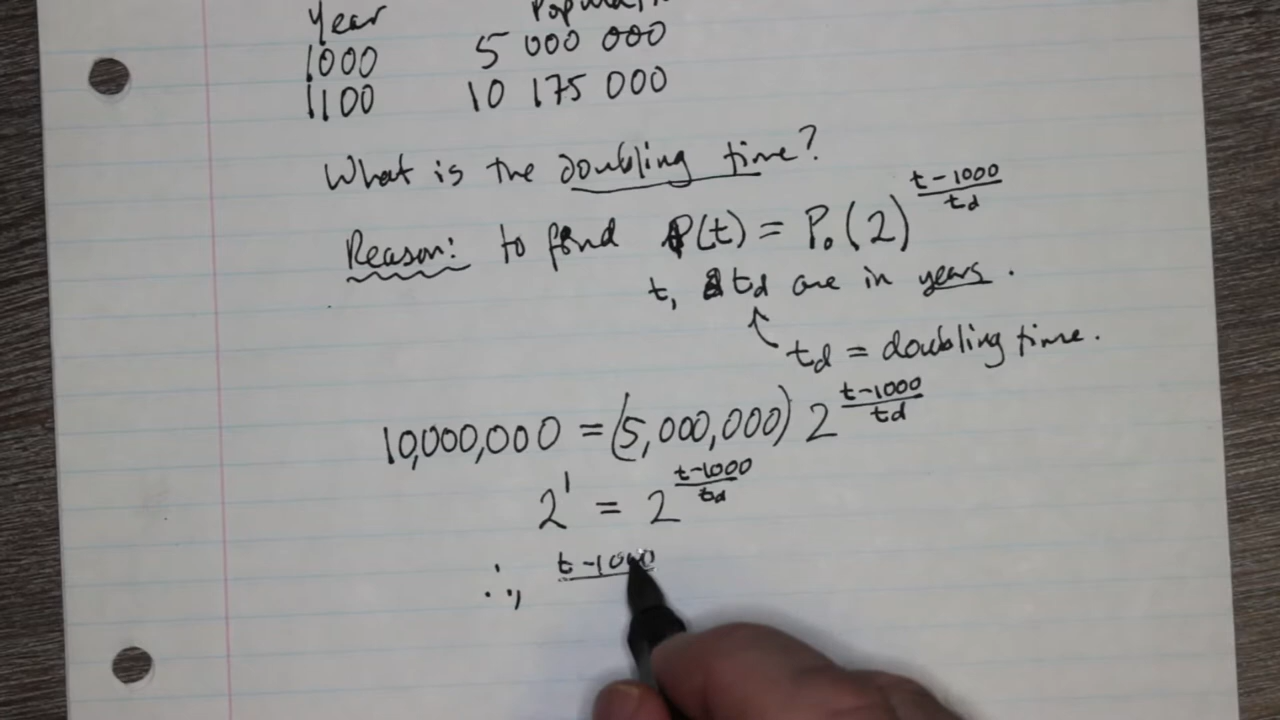 Year
1000 5 000 000
1100 10 175 000
What is the doubling time?
Reason: to find P(t) = P₀(2)^((t-1000)/td)
t, & td are in years.
td = doubling time.
10,000,000 = (5,000,000) 2^((t-1000)/td)
2^1 = 2^((t-1000)/td)
∴, t-1000